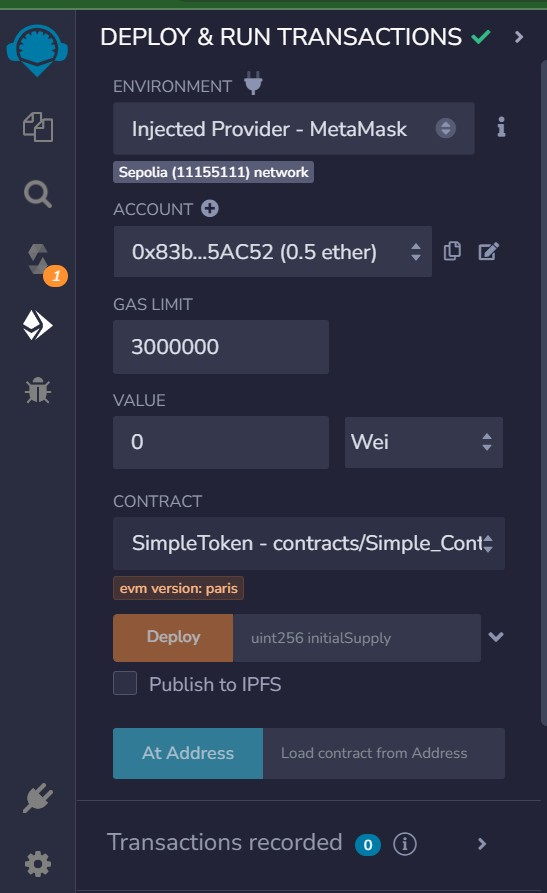 DEPLOY & RUN TRANSACTIONS
ENVIRONMENT
Injected Provider - MetaMask
Sepolia (11155111) network
ACCOUNT
0x83b...5AC52 (0.5 ether)
1
GAS LIMIT
3000000
VALUE
0 Wei
CONTRACT
SimpleToken - contracts/Simple_Cont
evm version: paris
Deploy uint256 initialSupply
Publish to IPFS
At Address Load contract from Address
Transactions recorded 0 i